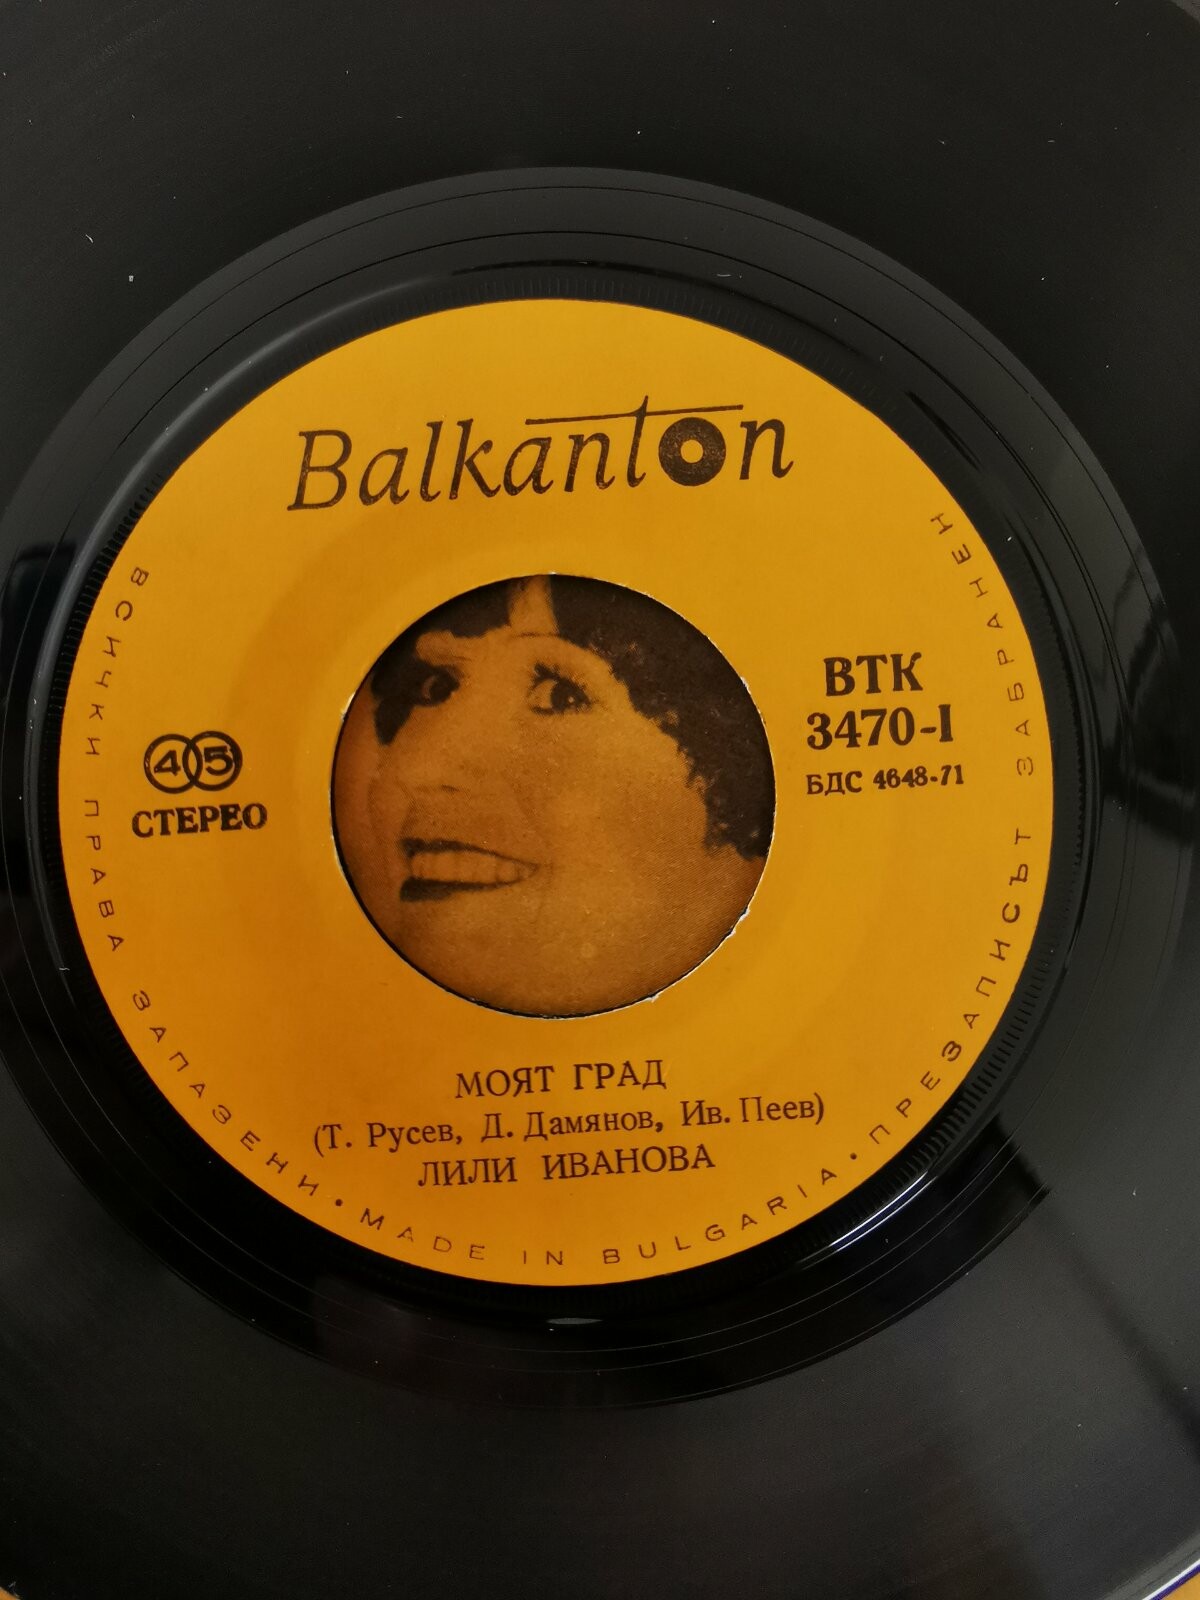 Balkanton
ВТК
3470-I
БДС 4648-71
45
СТЕРЕО
МОЯТ ГРАД
(Т. Русев, Д. Дамянов, Ив. Пеев)
ЛИЛИ ИВАНОВА
ВСИЧКИ ПРАВА ЗАПАЗЕНИ • MADE IN BULGARIA • ПРЕЗАПИСЪТ ЗАБРАНЕН